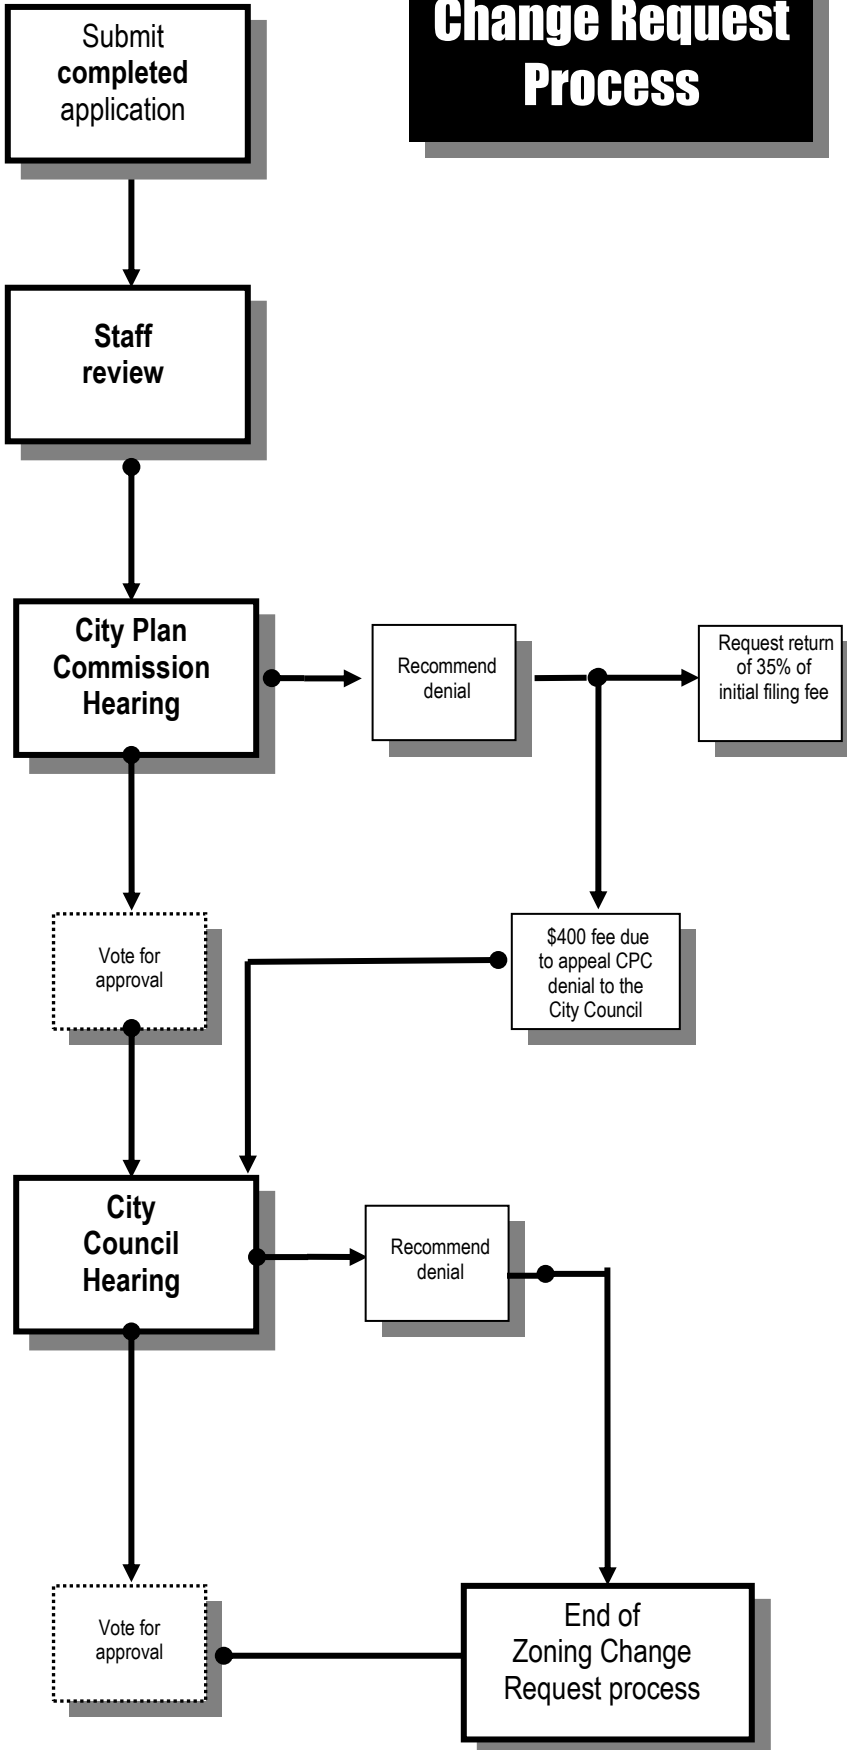 Change Request
Process
Submit
completed
application
Staff
review
City Plan
Commission
Hearing
Recommend
denial
Request return
of 35% of
initial filing fee
Vote for
approval
$400 fee due
to appeal CPC
denial to the
City Council
City
Council
Hearing
Recommend
denial
Vote for
approval
End of
Zoning Change
Request process